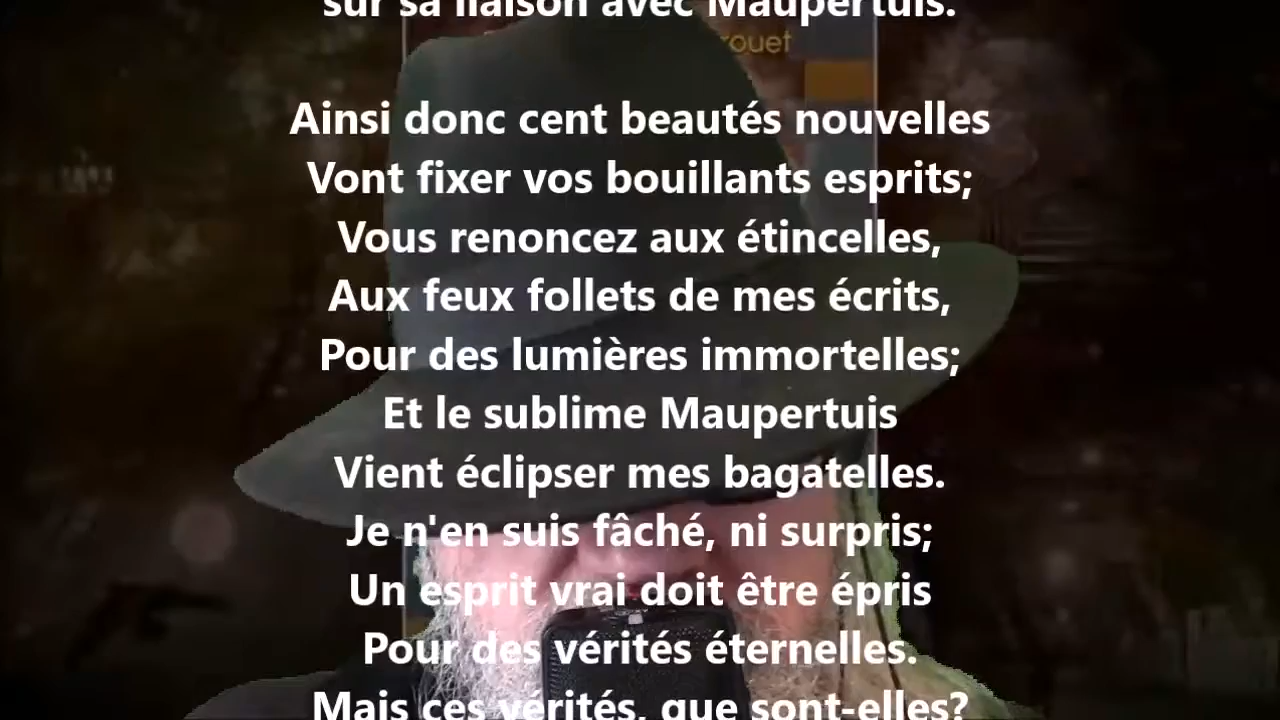 sur sa liaison avec Maupertuis.
rouet
Ainsi donc cent beautés nouvelles
Vont fixer vos bouillants esprits;
Vous renoncez aux étincelles,
Aux feux follets de mes écrits,
Pour des lumières immortelles;
Et le sublime Maupertuis
Vient éclipser mes bagatelles.
Je n'en suis fâché, ni surpris;
Un esprit vrai doit être épris
Pour des vérités éternelles.
Mais ces vérités, que sont-elles?